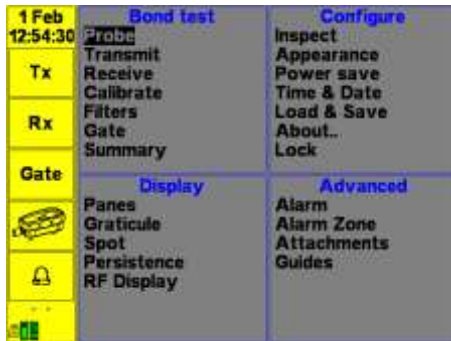 1 Feb
12:54:30
Tx
Rx
Gate
Bond test
Probe
Transmit
Receive
Calibrate
Filters
Gate
Summary
Configure
Inspect
Appearance
Power save
Time & Date
Load & Save
About..
Lock
Display
Panes
Graticule
Spot
Persistence
RF Display
Advanced
Alarm
Alarm Zone
Attachments
Guides